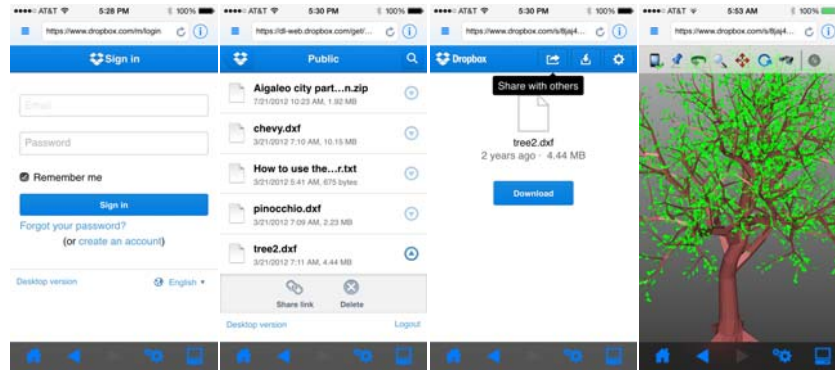 AT&T 5:28 PM 100%
https://www.dropbox.com/m/login
Sign in
Email
Password
Remember me
Sign in
Forgot your password?
(or create an account)
Desktop version English
AT&T 5:30 PM 100%
https://dl-web.dropbox.com/get/...
Public
Aigaleo city part...n.zip
7/21/2012 10:23 AM, 1.92 MB
chevy.dxf
3/21/2012 7:10 AM, 10.15 MB
How to use the...r.txt
3/21/2012 5:41 AM, 675 bytes
pinocchio.dxf
3/21/2012 7:09 AM, 2.23 MB
tree2.dxf
3/21/2012 7:11 AM, 4.44 MB
Share link Delete
Desktop version Logout
AT&T 5:30 PM 100%
https://www.dropbox.com/s/8jaj4...
Dropbox
Share with others
tree2.dxf
2 years ago · 4.44 MB
Download
AT&T 5:53 AM 100%
https://www.dropbox.com/s/8jaj4...